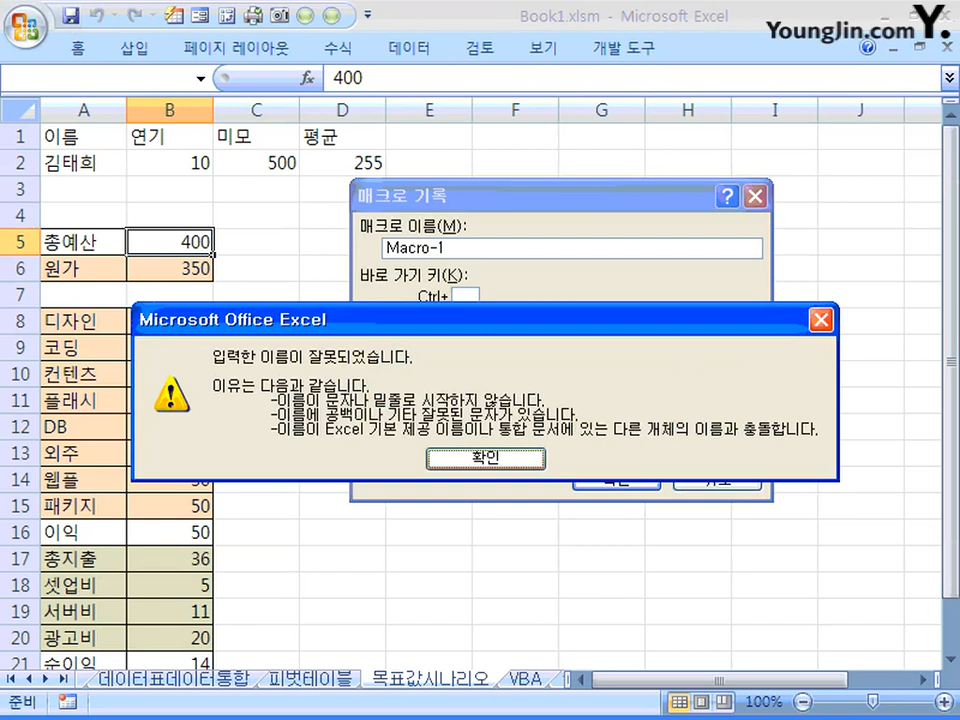 Book1.xlsm - Microsoft Excel
YoungJin.com Y.
홈 삽입 페이지 레이아웃 수식 데이터 검토 보기 개발 도구
fx 400
A B C D E F G H I J
1 이름 연기 미모 평균
2 김태희 10 500 255
3
4
5 총예산 400
6 원가 350
7
8 디자인
9 코딩
10 컨텐츠
11 플래시
12 DB
13 외주
14 웹플
15 패키지 50
16 이익 50
17 총지출 36
18 셋업비 5
19 서버비 11
20 광고비 20
21 순이익 14
매크로 기록
매크로 이름(M):
Macro-1
바로 가기 키(K):
Ctrl+
Microsoft Office Excel
입력한 이름이 잘못되었습니다.
이유는 다음과 같습니다.
-이름이 문자나 밑줄로 시작하지 않습니다.
-이름에 공백이나 기타 잘못된 문자가 있습니다.
-이름이 Excel 기본 제공 이름이나 통합 문서에 있는 다른 개체의 이름과 충돌합니다.
확인
데이터표데이터통합 피벗테이블 목표값시나리오 VBA
준비 100%